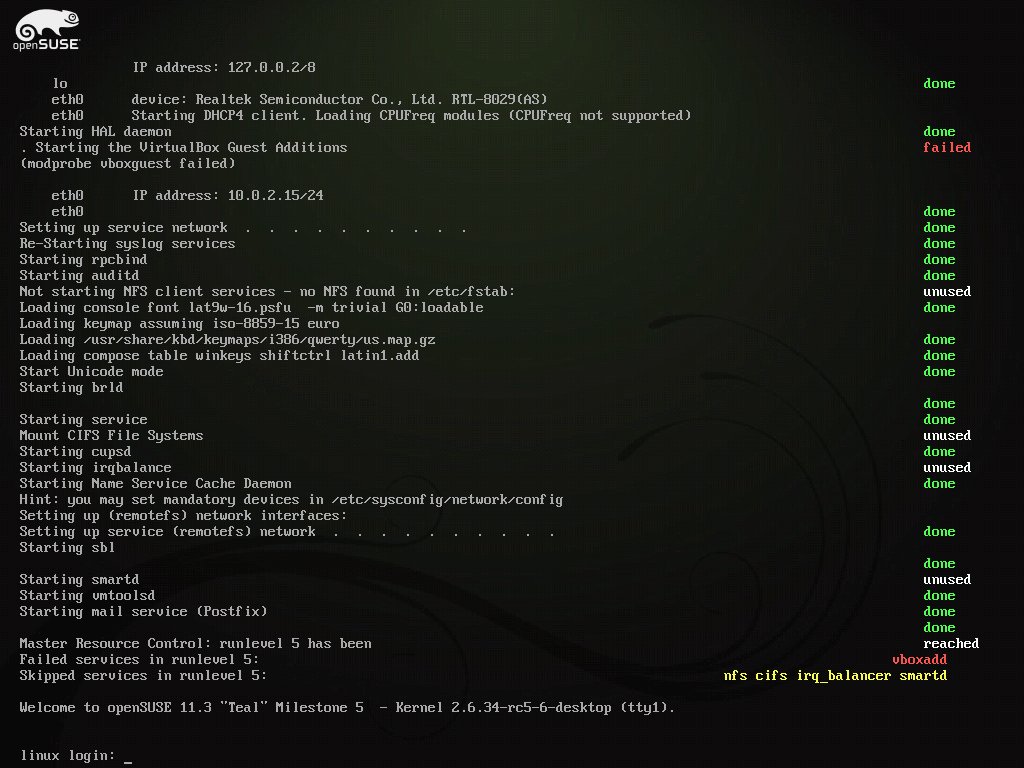 openSUSE
IP address: 127.0.0.2/8
lo done
eth0 device: Realtek Semiconductor Co., Ltd. RTL-8029(AS)
eth0 Starting DHCP4 client. Loading CPUFreq modules (CPUFreq not supported)
Starting HAL daemon done
. Starting the VirtualBox Guest Additions failed
(modprobe vboxguest failed)
eth0 IP address: 10.0.2.15/24
eth0 done
Setting up service network . . . . . . . . . . done
Re-Starting syslog services done
Starting rpcbind done
Starting auditd done
Not starting NFS client services - no NFS found in /etc/fstab: unused
Loading console font lat9w-16.psfu -m trivial G0:loadable done
Loading keymap assuming iso-8859-15 euro
Loading /usr/share/kbd/keymaps/i386/qwerty/us.map.gz done
Loading compose table winkeys shiftctrl latin1.add done
Start Unicode mode done
Starting brld
done
Starting service done
Mount CIFS File Systems unused
Starting cupsd done
Starting irqbalance unused
Starting Name Service Cache Daemon done
Hint: you may set mandatory devices in /etc/sysconfig/network/config
Setting up (remotefs) network interfaces:
Setting up service (remotefs) network . . . . . . . . . . done
Starting sbl
done
Starting smartd unused
Starting vmtoolsd done
Starting mail service (Postfix) done
done
Master Resource Control: runlevel 5 has been reached
Failed services in runlevel 5: vboxadd
Skipped services in runlevel 5: nfs cifs irq_balancer smartd
Welcome to openSUSE 11.3 "Teal" Milestone 5 - Kernel 2.6.34-rc5-6-desktop (tty1).
linux login: _